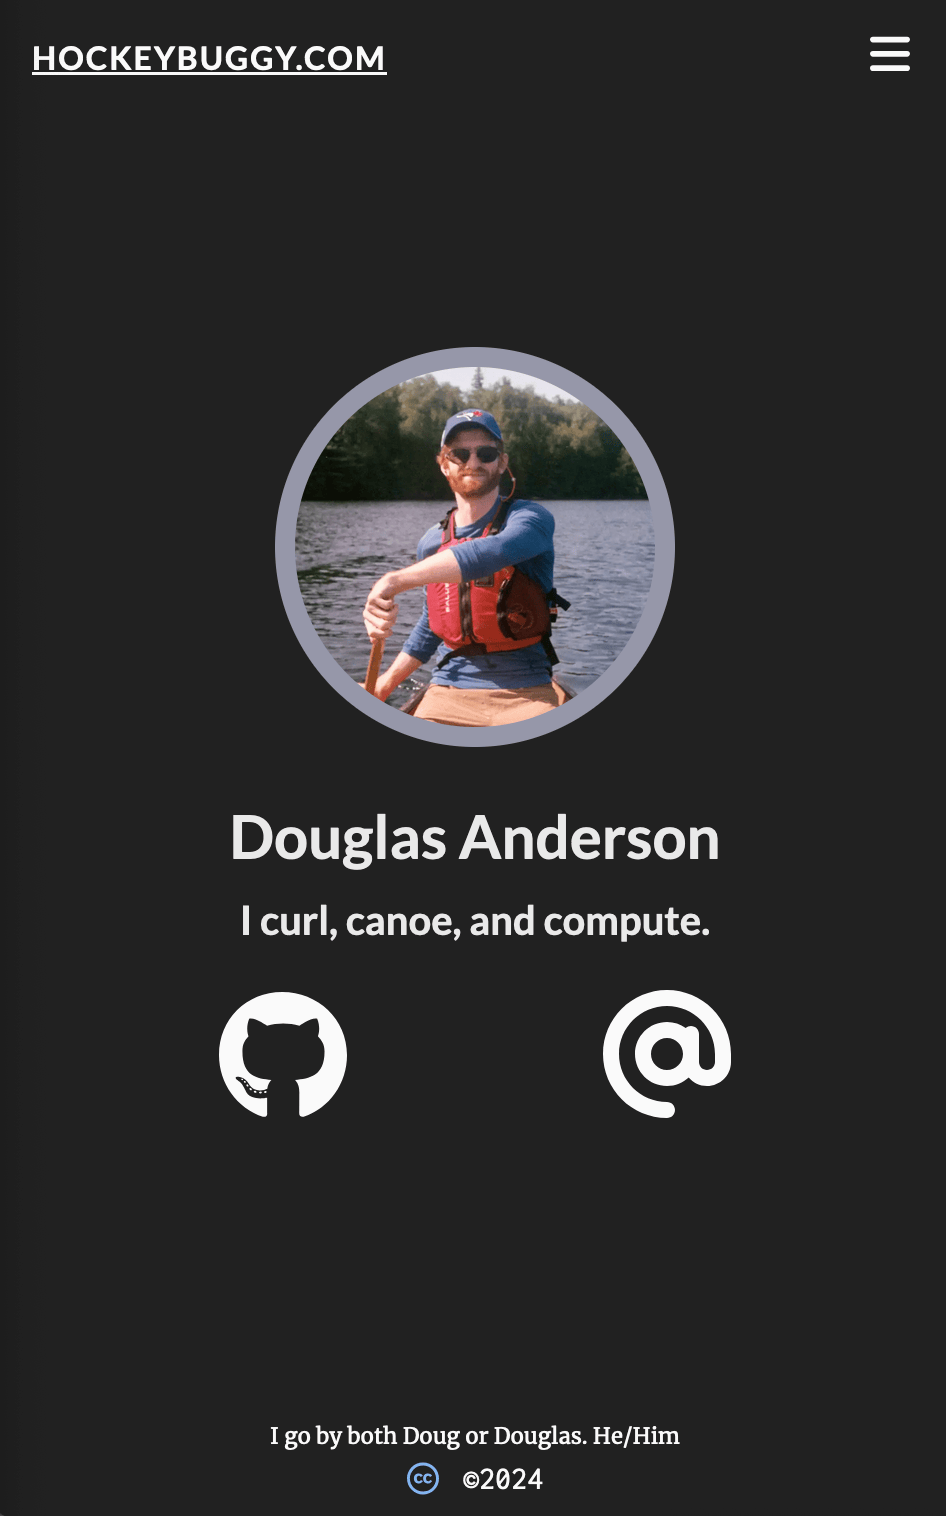 HOCKEYBUGGY.COM
Douglas Anderson
I curl, canoe, and compute.
I go by both Doug or Douglas. He/Him
cc ©2024